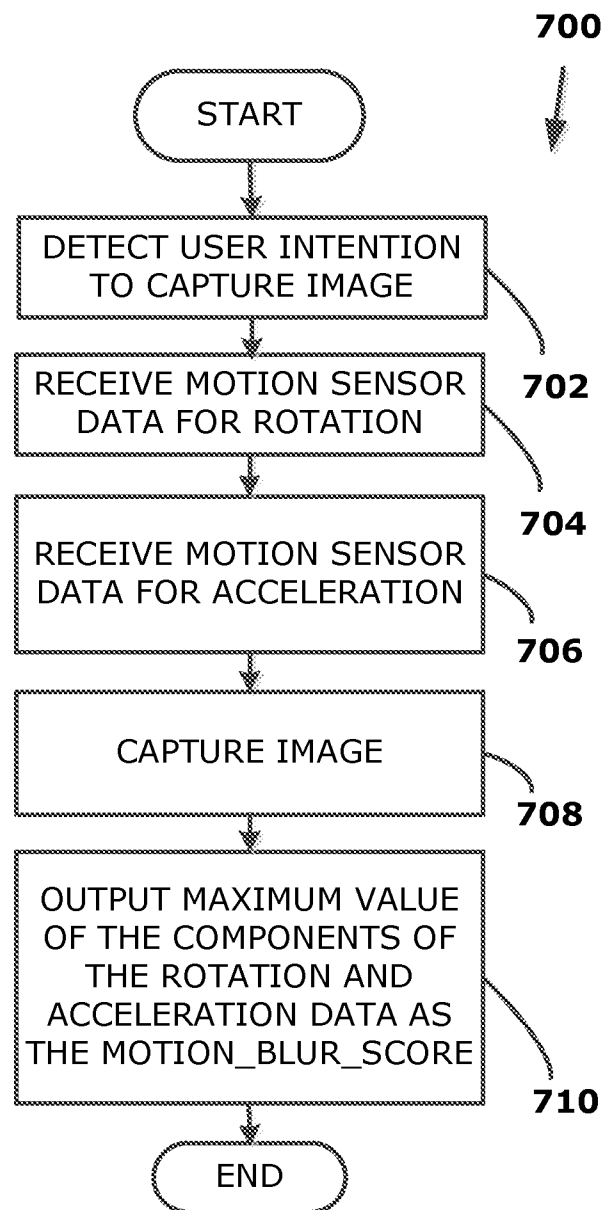 700
START
DETECT USER INTENTION
TO CAPTURE IMAGE
702
RECEIVE MOTION SENSOR
DATA FOR ROTATION
704
RECEIVE MOTION SENSOR
DATA FOR ACCELERATION
706
CAPTURE IMAGE
708
OUTPUT MAXIMUM VALUE
OF THE COMPONENTS OF
THE ROTATION AND
ACCELERATION DATA AS
THE MOTION_BLUR_SCORE
710
END